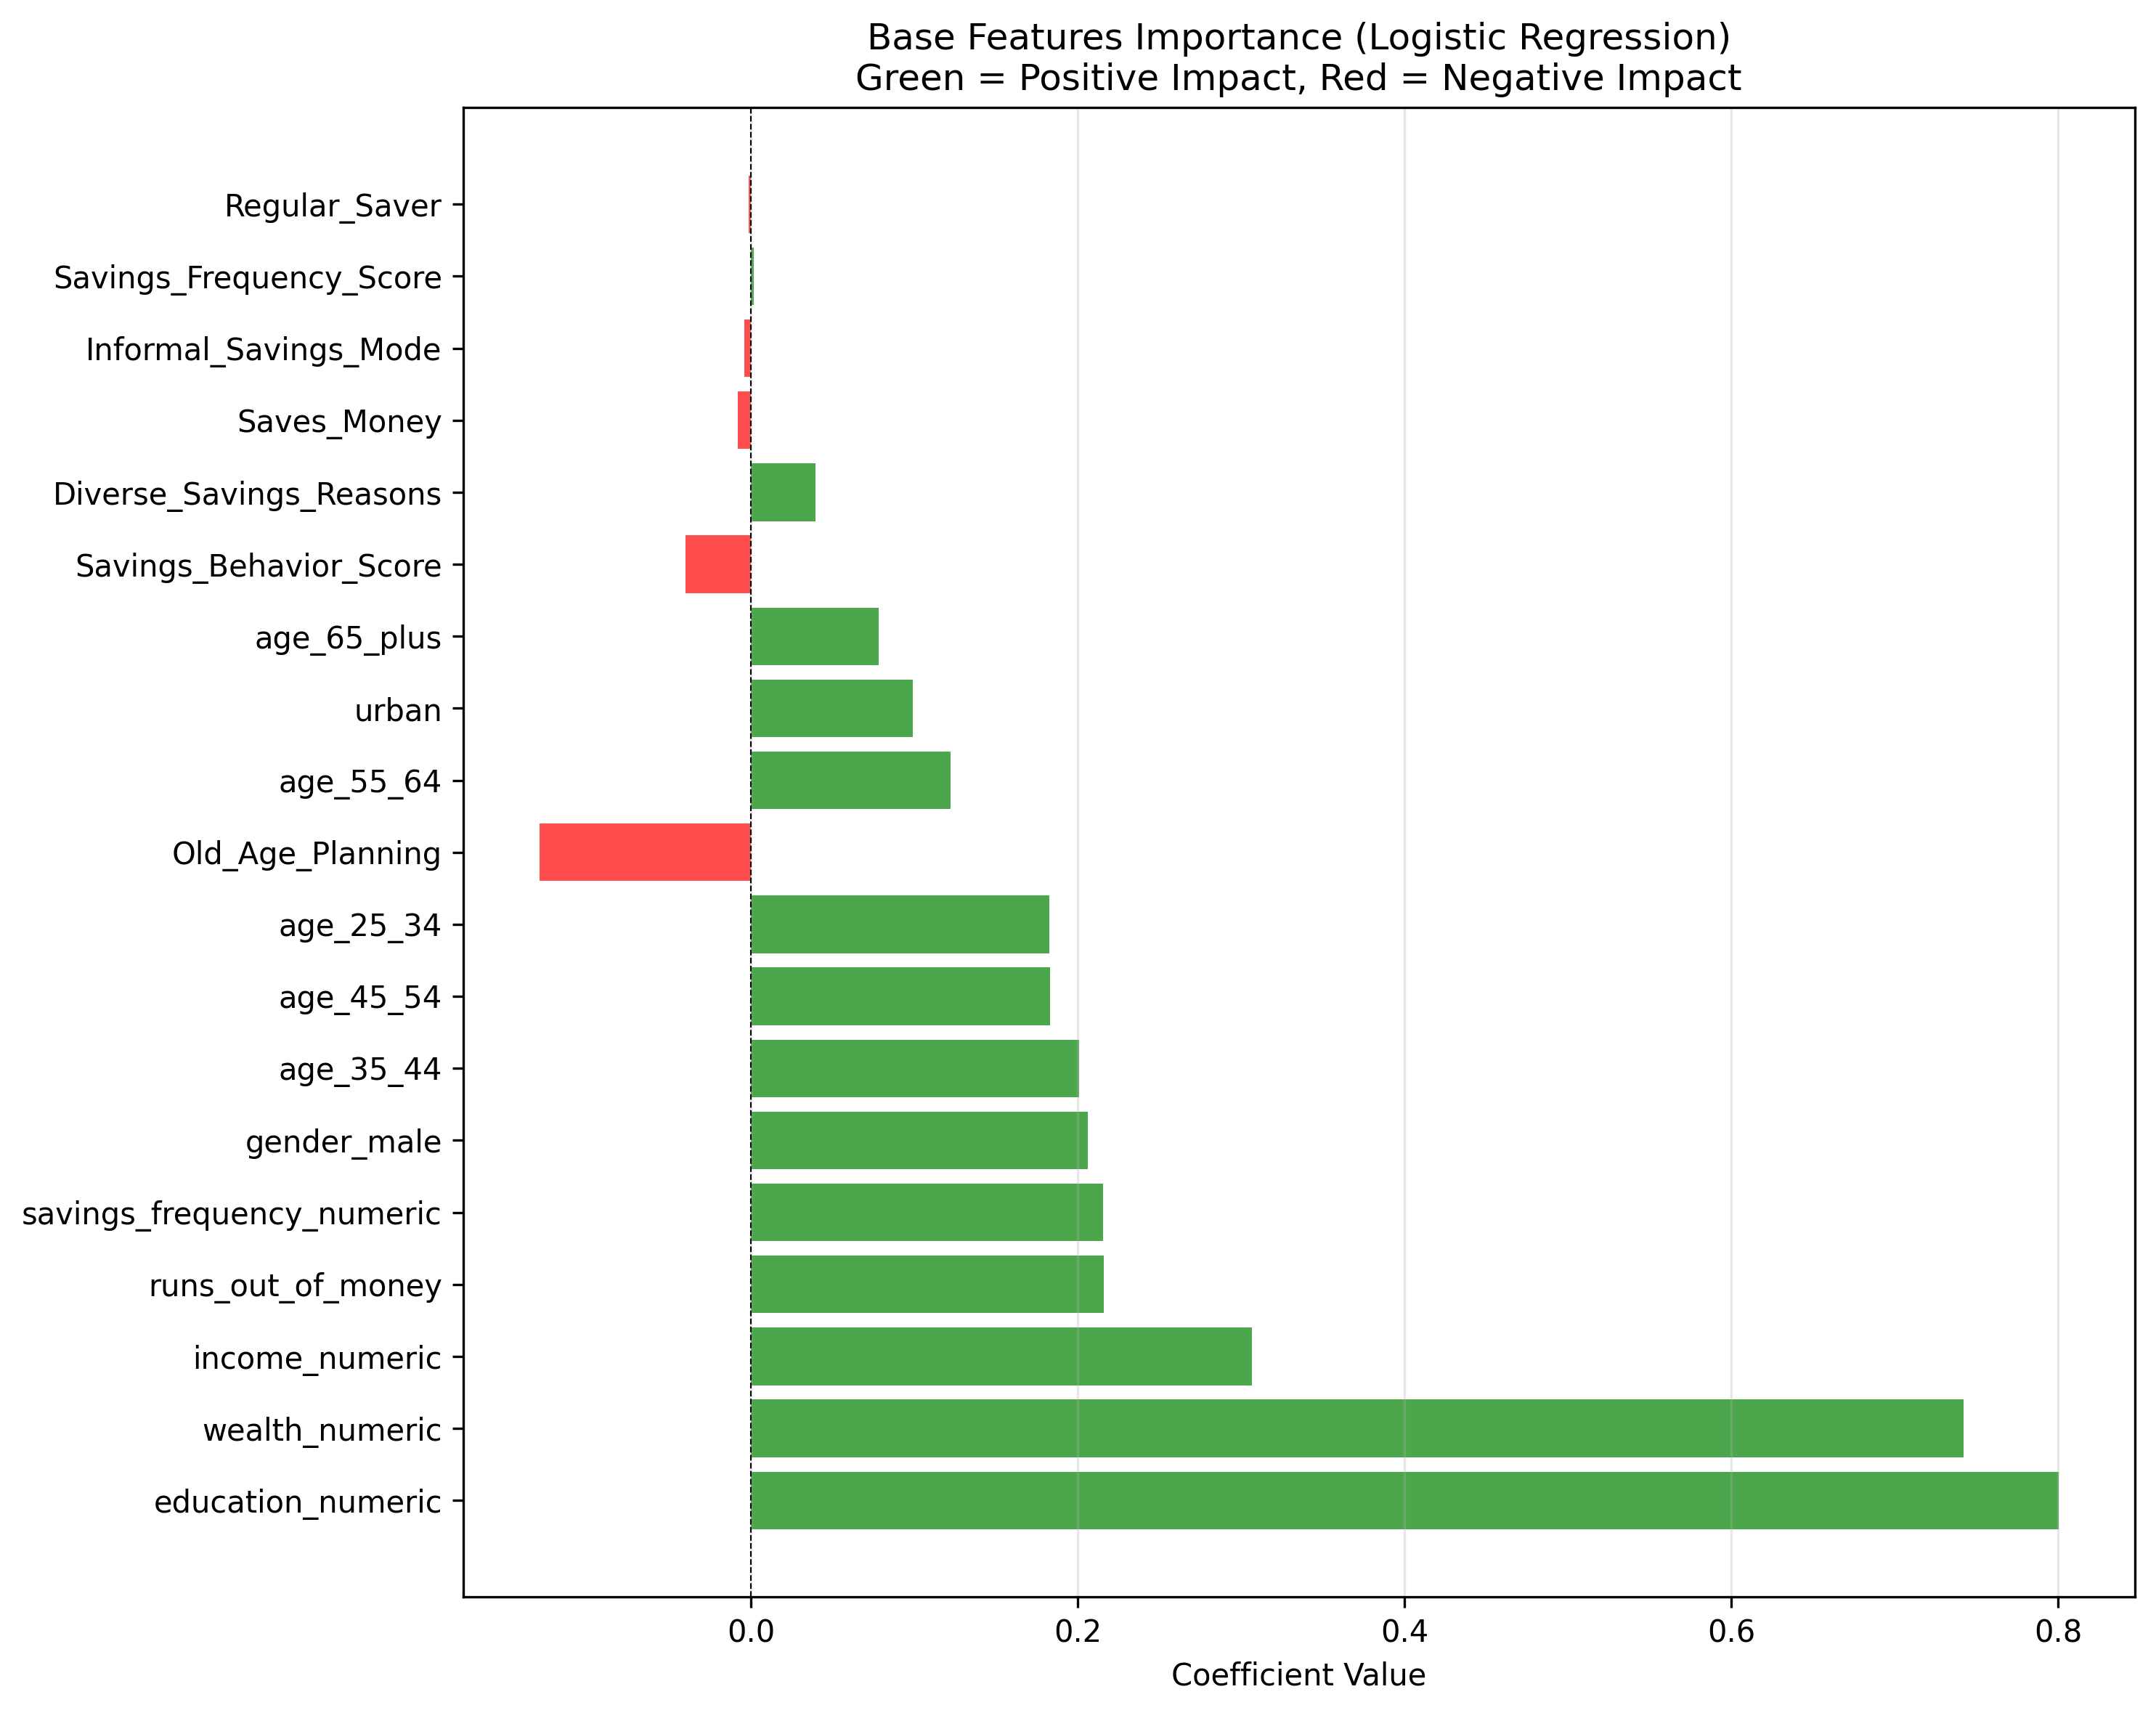 Base Features Importance (Logistic Regression)
Green = Positive Impact, Red = Negative Impact
Regular_Saver
Savings_Frequency_Score
Informal_Savings_Mode
Saves_Money
Diverse_Savings_Reasons
Savings_Behavior_Score
age_65_plus
urban
age_55_64
Old_Age_Planning
age_25_34
age_45_54
age_35_44
gender_male
savings_frequency_numeric
runs_out_of_money
income_numeric
wealth_numeric
education_numeric
0.0 0.2 0.4 0.6 0.8
Coefficient Value